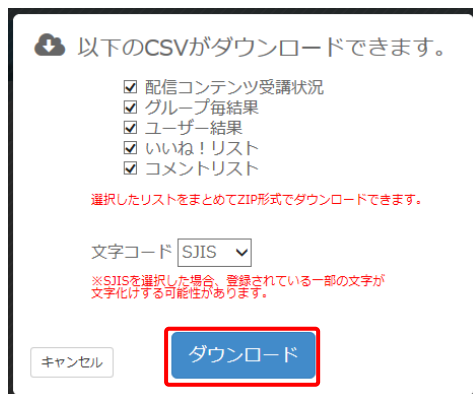 以下のCSVがダウンロードできます。
配信コンテンツ受講状況
グループ毎結果
ユーザー結果
いいね！リスト
コメントリスト
選択したリストをまとめてZIP形式でダウンロードできます。
文字コード SJIS
※SJISを選択した場合、登録されている一部の文字が
文字化けする可能性があります。
キャンセル ダウンロード